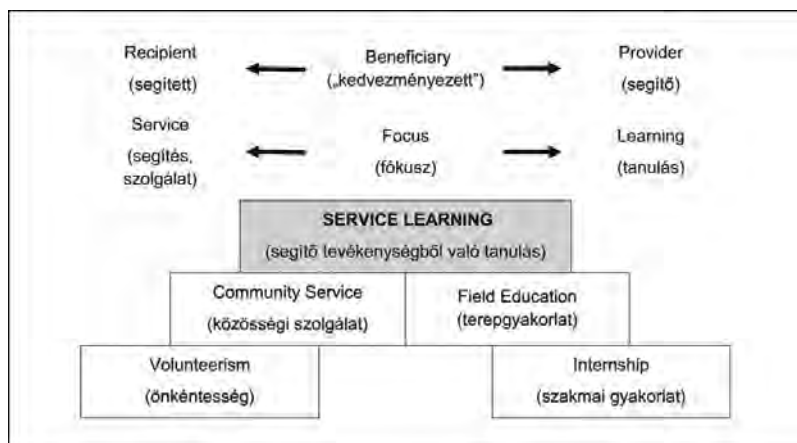 Recipient
(segített)
Beneficiary
(„kedvezményezett”)
Provider
(segítő)
Service
(segítés,
szolgálat)
Focus
(fókusz)
Learning
(tanulás)
SERVICE LEARNING
(segítő tevékenységből való tanulás)
Community Service
(közösségi szolgálat)
Field Education
(terepgyakorlat)
Volunteerism
(önkéntesség)
Internship
(szakmai gyakorlat)